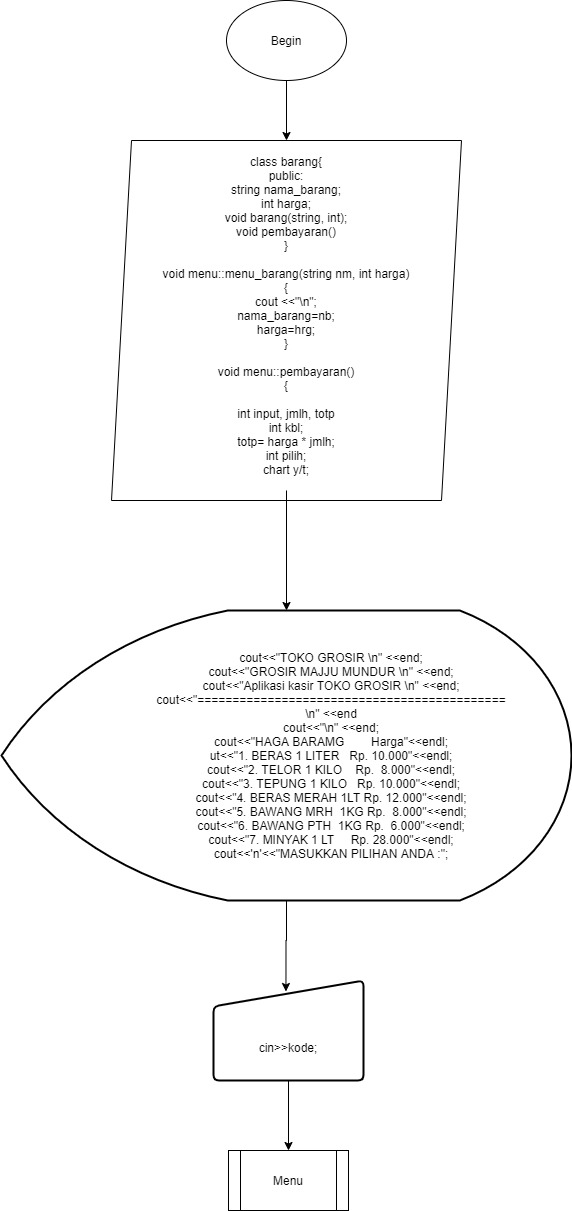 Begin
class barang{
public:
string nama_barang;
int harga;
void barang(string, int);
void pembayaran()
}
void menu::menu_barang(string nm, int harga)
{
cout <<"\n";
nama_barang=nb;
harga=hrg;
}
void menu::pembayaran()
{
int input, jmlh, totp
int kbl;
totp= harga * jmlh;
int pilih;
chart y/t;
cout<<"TOKO GROSIR \n" <<end;
cout<<"GROSIR MAJJU MUNDUR \n" <<end;
cout<<"Aplikasi kasir TOKO GROSIR \n" <<end;
cout<<"============================================
\n" <<end
cout<<"\n" <<end;
cout<<"HAGA BARAMG        Harga"<<endl;
ut<<"1. BERAS 1 LITER   Rp. 10.000"<<endl;
cout<<"2. TELOR 1 KILO    Rp.  8.000"<<endl;
cout<<"3. TEPUNG 1 KILO   Rp. 10.000"<<endl;
cout<<"4. BERAS MERAH 1LT Rp. 12.000"<<endl;
cout<<"5. BAWANG MRH  1KG Rp.  8.000"<<endl;
cout<<"6. BAWANG PTH  1KG Rp.  6.000"<<endl;
cout<<"7. MINYAK 1 LT     Rp. 28.000"<<endl;
cout<<'n'<<"MASUKKAN PILIHAN ANDA :";
cin>>kode;
Menu